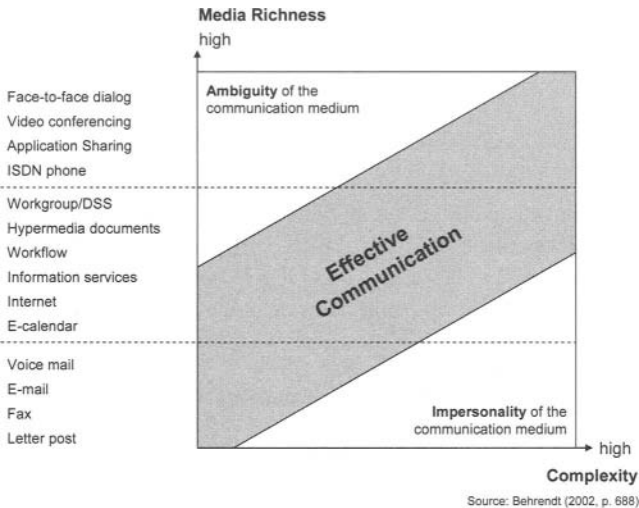 Media Richness
high
Ambiguity of the
communication medium
Face-to-face dialog
Video conferencing
Application Sharing
ISDN phone
Workgroup/DSS
Hypermedia documents
Workflow
Information services
Internet
E-calendar
Effective
Communication
Voice mail
E-mail
Fax
Letter post
Impersonality of the
communication medium
high
Complexity
Source: Behrendt (2002, p. 688)